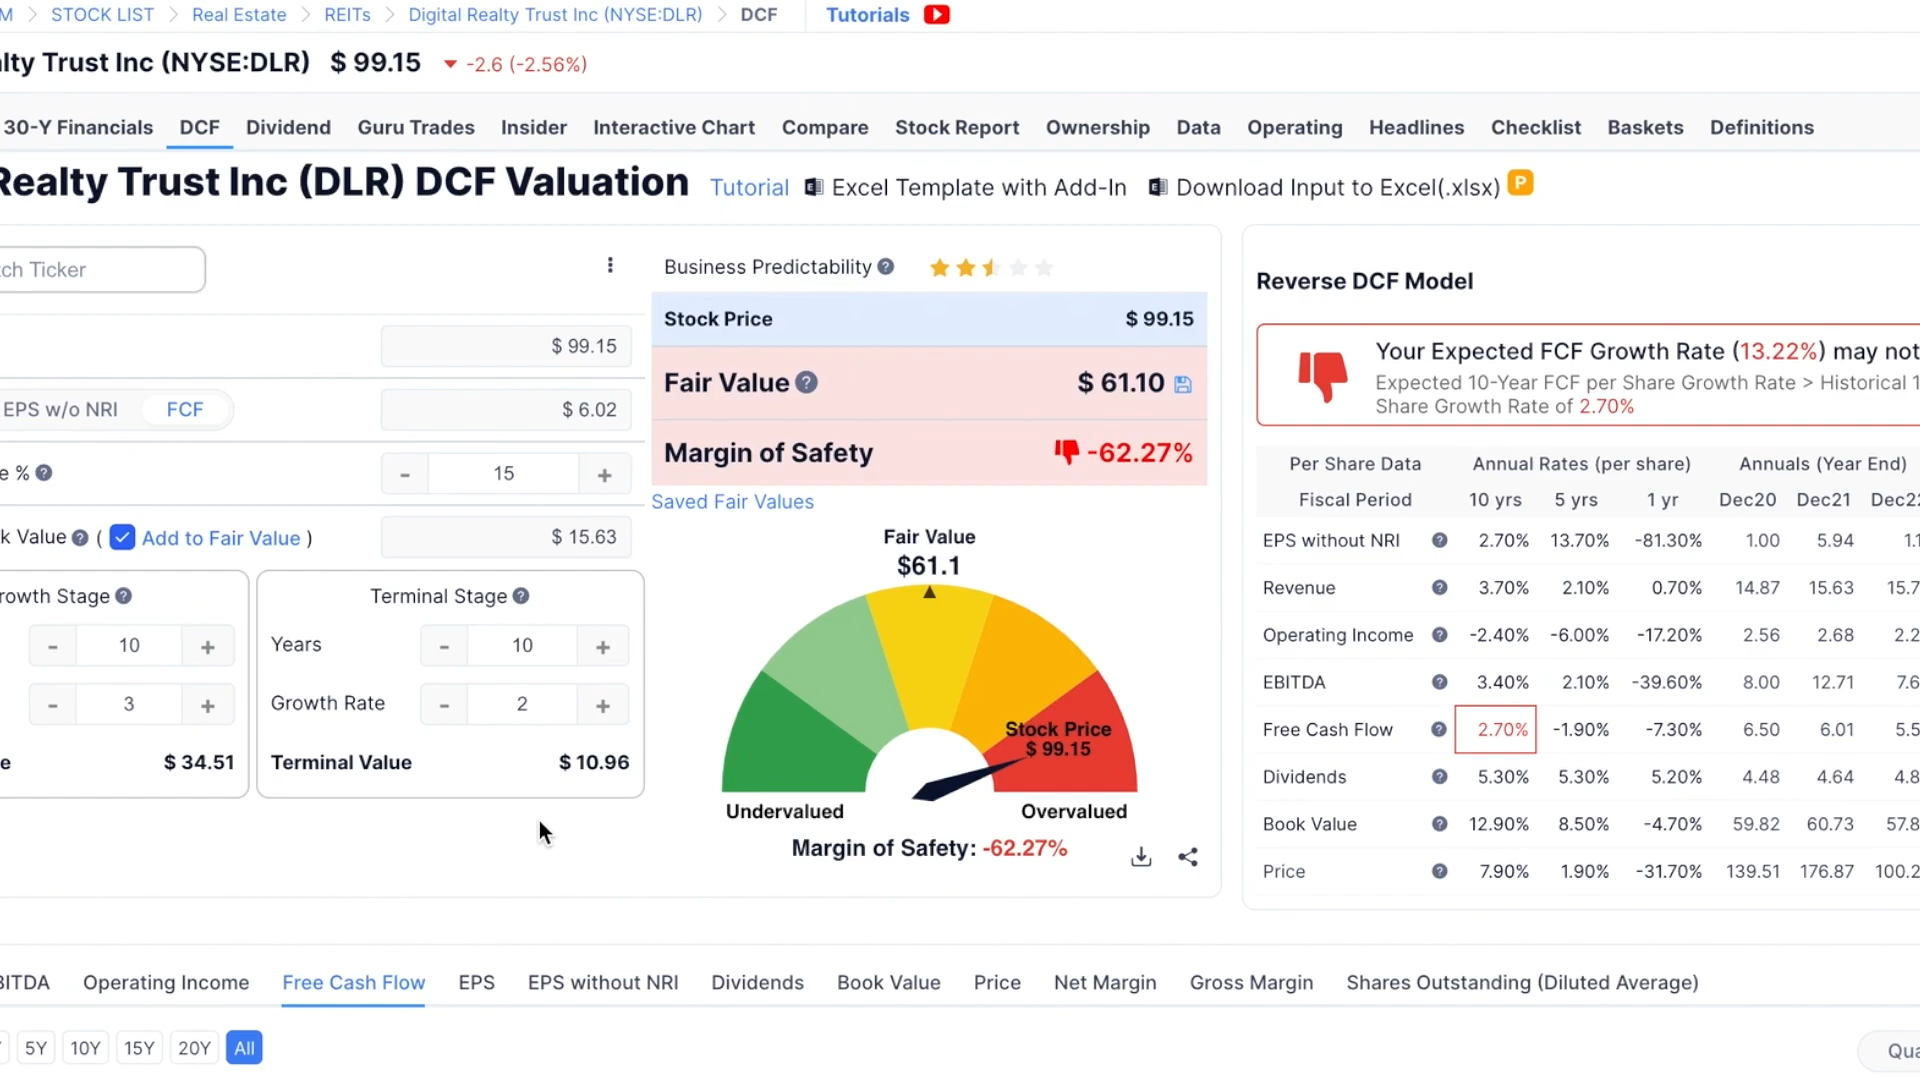 M > STOCK LIST > Real Estate > REITs > Digital Realty Trust Inc (NYSE:DLR) > DCF Tutorials
lty Trust Inc (NYSE:DLR) $ 99.15 -2.6 (-2.56%)
30-Y Financials DCF Dividend Guru Trades Insider Interactive Chart Compare Stock Report Ownership Data Operating Headlines Checklist Baskets Definitions
Realty Trust Inc (DLR) DCF Valuation Tutorial Excel Template with Add-In Download Input to Excel(.xlsx) P
ch Ticker
$ 99.15
EPS w/o NRI FCF $ 6.02
e % - 15 +
k Value ( Add to Fair Value ) $ 15.63
rowth Stage
- 10 +
- 3 +
e $ 34.51
Terminal Stage
Years - 10 +
Growth Rate - 2 +
Terminal Value $ 10.96
Business Predictability
Stock Price $ 99.15
Fair Value $ 61.10
Margin of Safety -62.27%
Saved Fair Values
Fair Value
$61.1
Stock Price
$ 99.15
Undervalued Overvalued
Margin of Safety: -62.27%
Reverse DCF Model
Your Expected FCF Growth Rate (13.22%) may not
Expected 10-Year FCF per Share Growth Rate > Historical 1
Share Growth Rate of 2.70%
Per Share Data Annual Rates (per share) Annuals (Year End)
Fiscal Period 10 yrs 5 yrs 1 yr Dec20 Dec21 Dec22
EPS without NRI 2.70% 13.70% -81.30% 1.00 5.94 1.1
Revenue 3.70% 2.10% 0.70% 14.87 15.63 15.7
Operating Income -2.40% -6.00% -17.20% 2.56 2.68 2.2
EBITDA 3.40% 2.10% -39.60% 8.00 12.71 7.6
Free Cash Flow 2.70% -1.90% -7.30% 6.50 6.01 5.5
Dividends 5.30% 5.30% 5.20% 4.48 4.64 4.8
Book Value 12.90% 8.50% -4.70% 59.82 60.73 57.8
Price 7.90% 1.90% -31.70% 139.51 176.87 100.2
BITDA Operating Income Free Cash Flow EPS EPS without NRI Dividends Book Value Price Net Margin Gross Margin Shares Outstanding (Diluted Average)
5Y 10Y 15Y 20Y All Qua